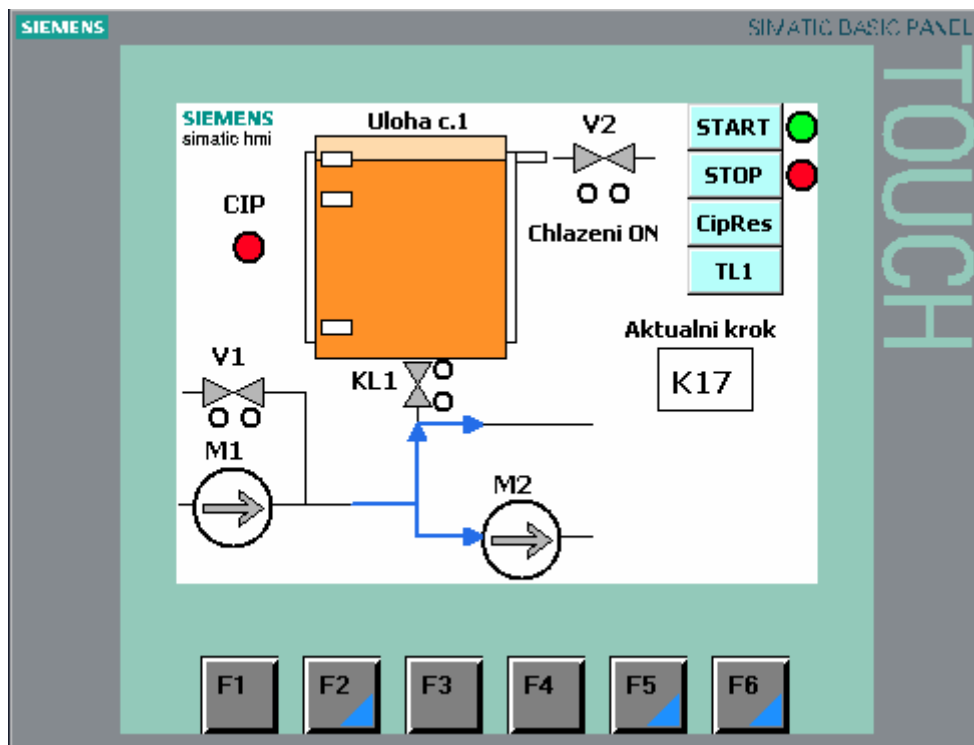 SIEMENS
SIMATIC BASIC PANEL
TOUCH
SIEMENS
simatic hmi
Uloha c.1
V2
START
STOP
CipRes
TL1
CIP
Chlazeni ON
Aktualni krok
K17
V1
KL1
M1
M2
F1
F2
F3
F4
F5
F6